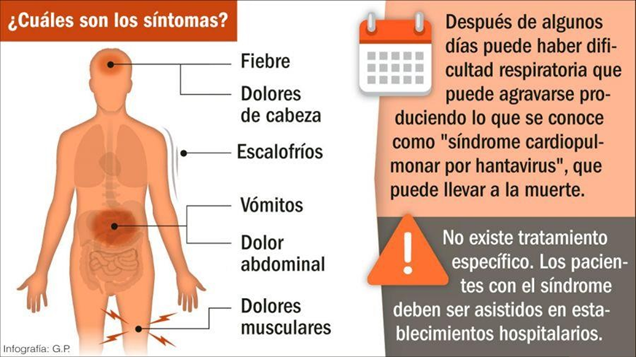 ¿Cuáles son los síntomas?
Fiebre
Dolores
de cabeza
Escalofríos
Vómitos
Dolor
abdominal
Dolores
musculares
Infografía: G.P.
Después de algunos
días puede haber difi-
cultad respiratoria que
puede agravarse pro-
duciendo lo que se conoce
como "síndrome cardiopul-
monar por hantavirus", que
puede llevar a la muerte.
No existe tratamiento
específico. Los pacien-
tes con el síndrome
deben ser asistidos en esta-
blecimientos hospitalarios.